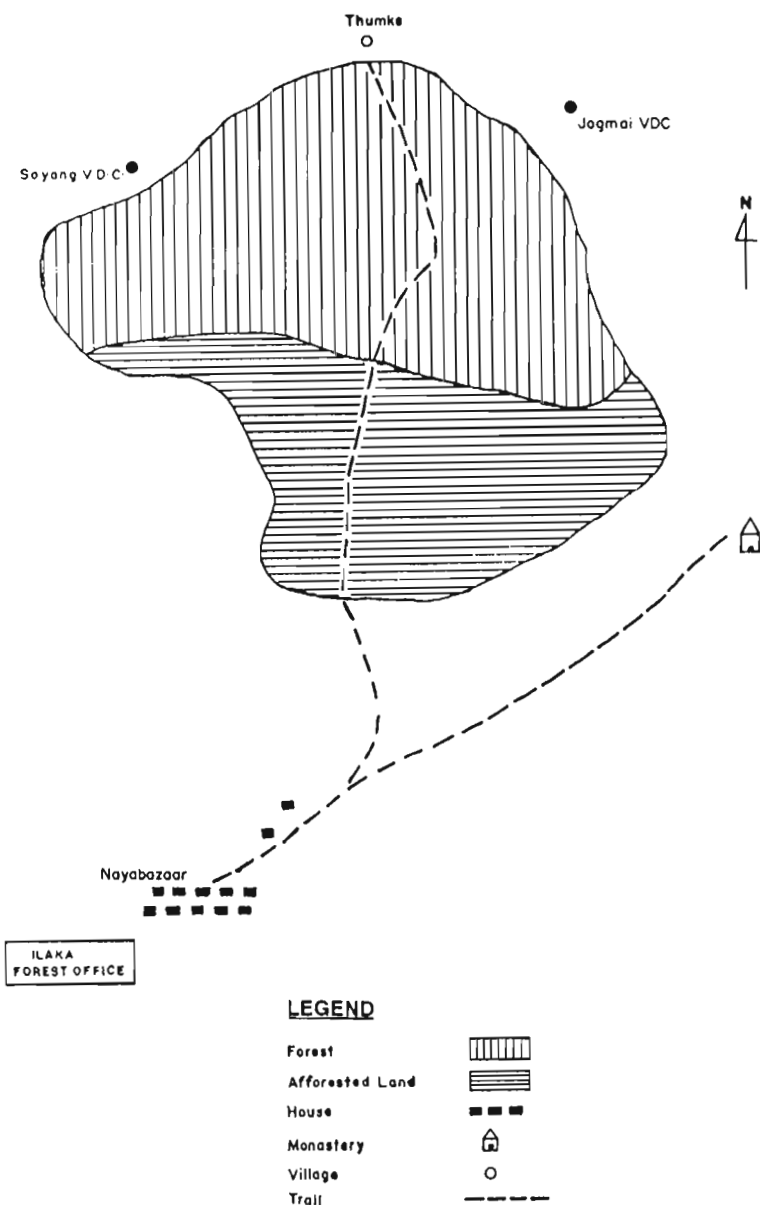 Thumke
Jogmai VDC
Soyang V.D.C.
N
Nayabazaar
ILAKA
FOREST OFFICE
LEGEND
Forest
Afforested Land
House
Monastery
Village
Trail